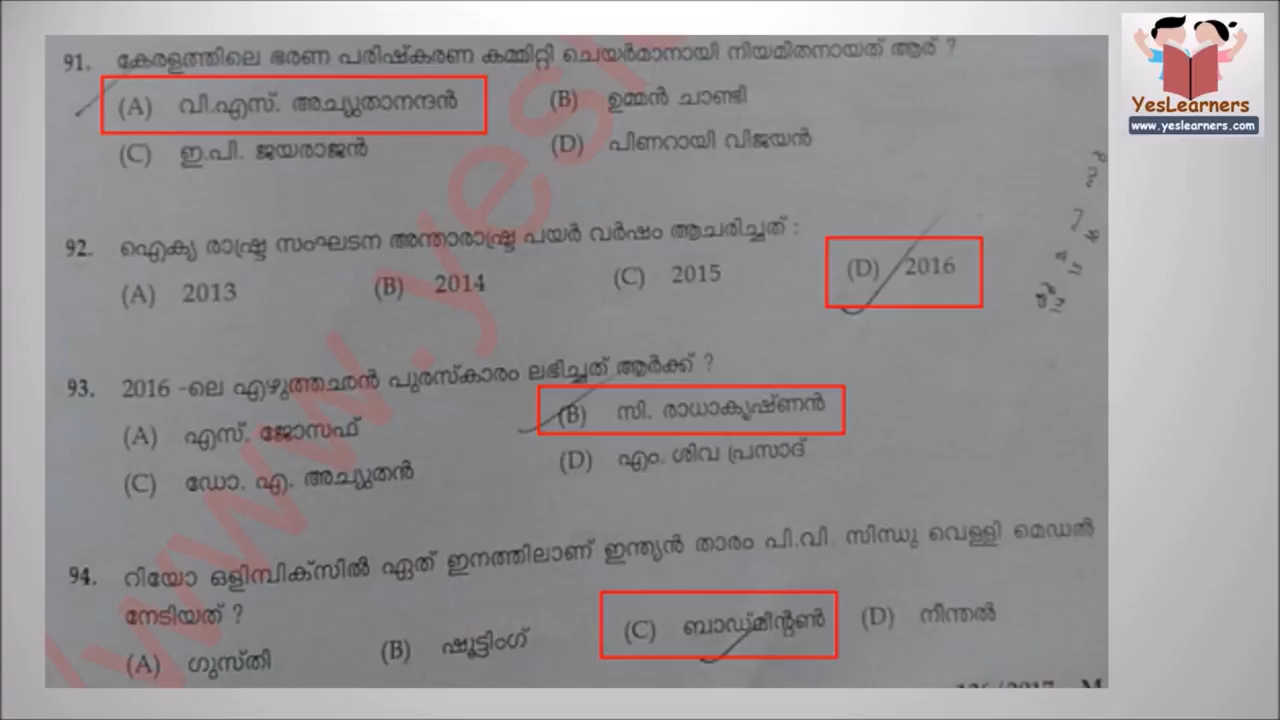 YesLearners
www.yeslearners.com
91. കേരളത്തിലെ ഭരണ പരിഷ്കരണ കമ്മിറ്റി ചെയർമാനായി നിയമിതനായത് ആര് ?
(A) വി.എസ്. അച്യുതാനന്ദൻ (B) ഉമ്മൻ ചാണ്ടി
(C) ഇ.പി. ജയരാജൻ (D) പിണറായി വിജയൻ
92. ഐക്യ രാഷ്ട്ര സംഘടന അന്താരാഷ്ട്ര പയർ വർഷം ആചരിച്ചത് :
(A) 2013 (B) 2014 (C) 2015 (D) 2016
93. 2016 -ലെ എഴുത്തഛൻ പുരസ്കാരം ലഭിച്ചത് ആർക്ക് ?
(A) എസ്. ജോസഫ് (B) സി. രാധാകൃഷ്ണൻ
(C) ഡോ. എ. അച്യുതൻ (D) എം. ശിവ പ്രസാദ്
94. റിയോ ഒളിമ്പിക്സിൽ ഏത് ഇനത്തിലാണ് ഇന്ത്യൻ താരം പി.വി. സിന്ധു വെള്ളി മെഡൽ
നേടിയത് ?
(A) ഗുസ്തി (B) ഷൂട്ടിംഗ് (C) ബാഡ്മിന്റൺ (D) നീന്തൽ